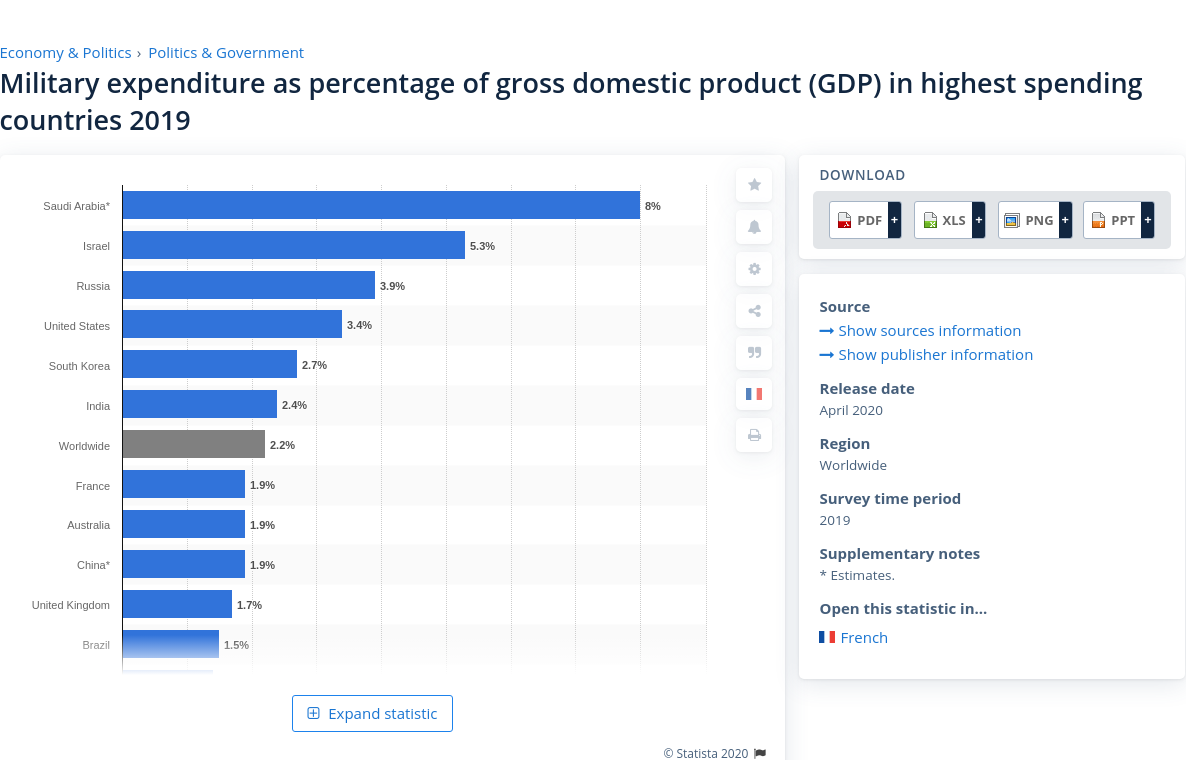 Economy & Politics › Politics & Government
Military expenditure as percentage of gross domestic product (GDP) in highest spending
countries 2019
Saudi Arabia* 8%
Israel 5.3%
Russia 3.9%
United States 3.4%
South Korea 2.7%
India 2.4%
Worldwide 2.2%
France 1.9%
Australia 1.9%
China* 1.9%
United Kingdom 1.7%
Brazil 1.5%
Expand statistic
© Statista 2020
DOWNLOAD
PDF + XLS + PNG + PPT +
Source
Show sources information
Show publisher information
Release date
April 2020
Region
Worldwide
Survey time period
2019
Supplementary notes
* Estimates.
Open this statistic in...
French